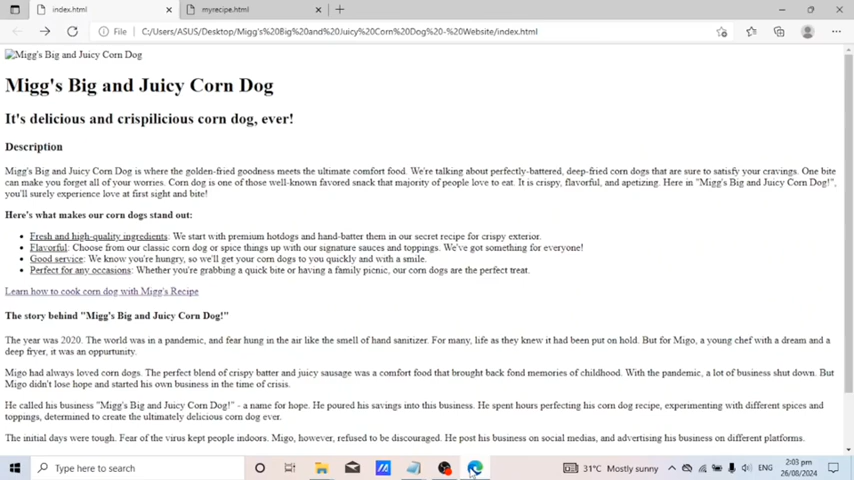 index.html
myrecipe.html
File
C:/Users/ASUS/Desktop/Migg's%20Big%20and%20Juicy%20Corn%20Dog%20-%20Website/index.html
Migg's Big and Juicy Corn Dog
Migg's Big and Juicy Corn Dog
It's delicious and crispilicious corn dog, ever!
Description
Migg's Big and Juicy Corn Dog is where the golden-fried goodness meets the ultimate comfort food. We're talking about perfectly-battered, deep-fried corn dogs that are sure to satisfy your cravings. One bite
can make you forget all of your worries. Corn dog is one of those well-known favored snack that majority of people love to eat. It is crispy, flavorful, and apetizing. Here in "Migg's Big and Juicy Corn Dog!",
you'll surely experience love at first sight and bite!
Here's what makes our corn dogs stand out:
Fresh and high-quality ingredients: We start with premium hotdogs and hand-batter them in our secret recipe for crispy exterior.
Flavorful: Choose from our classic corn dog or spice things up with our signature sauces and toppings. We've got something for everyone!
Good service: We know you're hungry, so we'll get your corn dogs to you quickly and with a smile.
Perfect for any occasions: Whether you're grabbing a quick bite or having a family picnic, our corn dogs are the perfect treat.
Learn how to cook corn dog with Migg's Recipe
The story behind "Migg's Big and Juicy Corn Dog!"
The year was 2020. The world was in a pandemic, and fear hung in the air like the smell of hand sanitizer. For many, life as they knew it had been put on hold. But for Migo, a young chef with a dream and a
deep fryer, it was an oppurtunity.
Migo had always loved corn dogs. The perfect blend of crispy batter and juicy sausage was a comfort food that brought back fond memories of childhood. With the pandemic, a lot of business shut down. But
Migo didn't lose hope and started his own business in the time of crisis.
He called his business "Migg's Big and Juicy Corn Dog!" - a name for hope. He poured his savings into this business. He spent hours perfecting his corn dog recipe, experimenting with different spices and
toppings, determined to create the ultimately delicious corn dog ever.
The initial days were tough. Fear of the virus kept people indoors. Migo, however, refused to be discouraged. He post his business on social medias, and advertising his business on different platforms.
Type here to search
31°C Mostly sunny
ENG
2:03 pm
26/08/2024